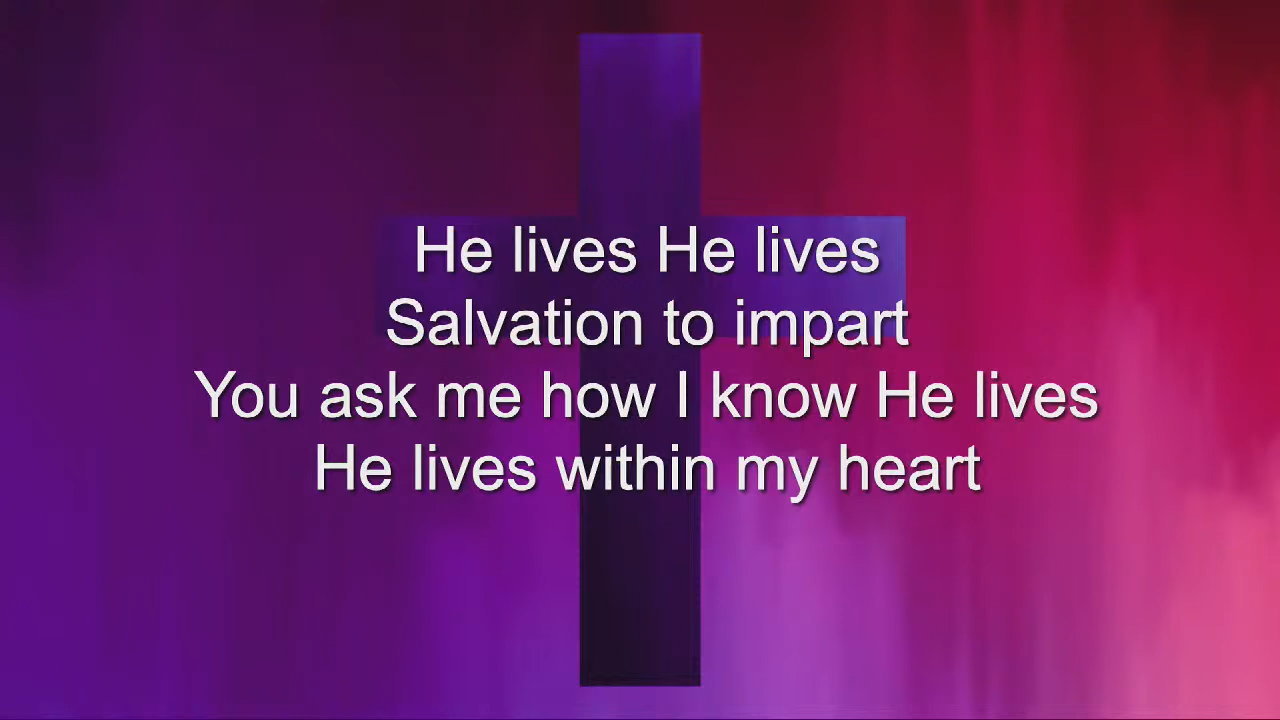 He lives He lives
Salvation to impart
You ask me how I know He lives
He lives within my heart